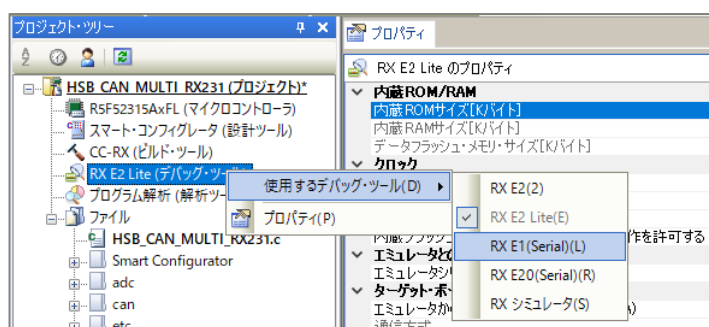 プロジェクト・ツリー
プロパティ
RX E2 Lite のプロパティ
HSB_CAN_MULTI_RX231 (プロジェクト)*
R5F52315AxFL (マイクロコントローラ)
スマート・コンフィグレータ (設計ツール)
CC-RX (ビルド・ツール)
RX E2 Lite (デバッグ・ツ
プログラム解析 (解析ツー
ファイル
HSB_CAN_MULTI_RX231.c
Smart Configurator
adc
can
etc
使用するデバッグ・ツール(D)
プロパティ(P)
RX E2(2)
RX E2 Lite(E)
RX E1(Serial)(L)
RX E20(Serial)(R)
RX シミュレータ(S)
内蔵ROM/RAM
内蔵ROMサイズ[Kバイト]
内蔵RAMサイズ[Kバイト]
データフラッシュ・メモリ・サイズ[Kバイト]
クロック
作を許可する
エミュレータと
エミュレータシリ
ターゲット・ボー
エミュレータか
通信方式